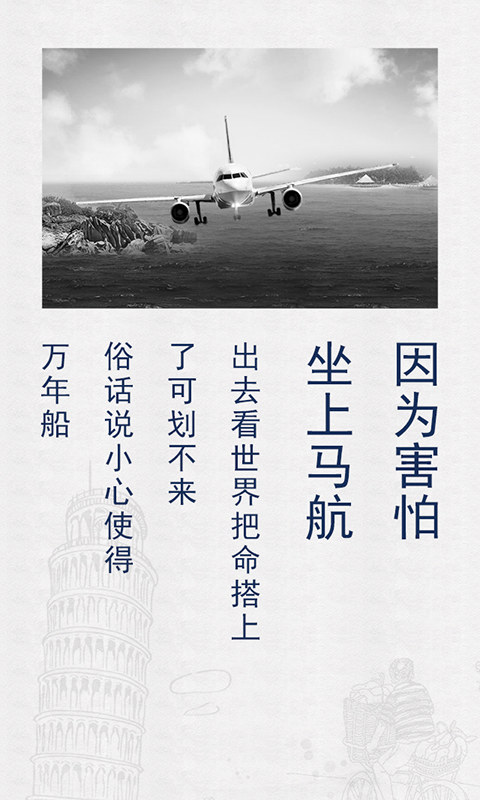 因为害怕
坐上马航
出去看世界把命搭上
了可划不来
俗话说小心使得
万年船